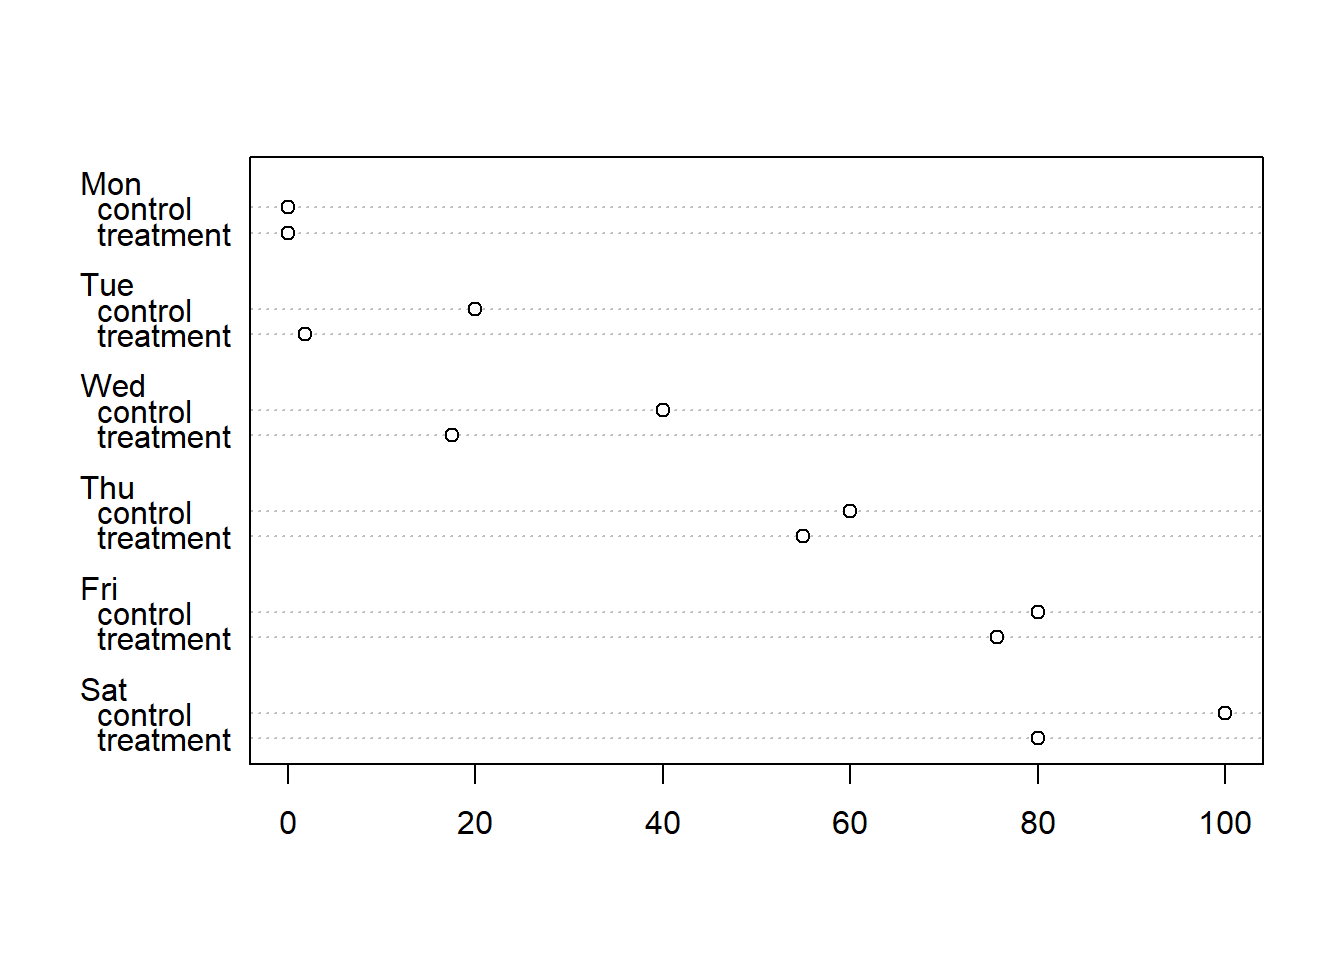 Mon
control
treatment
Tue
control
treatment
Wed
control
treatment
Thu
control
treatment
Fri
control
treatment
Sat
control
treatment
0 20 40 60 80 100